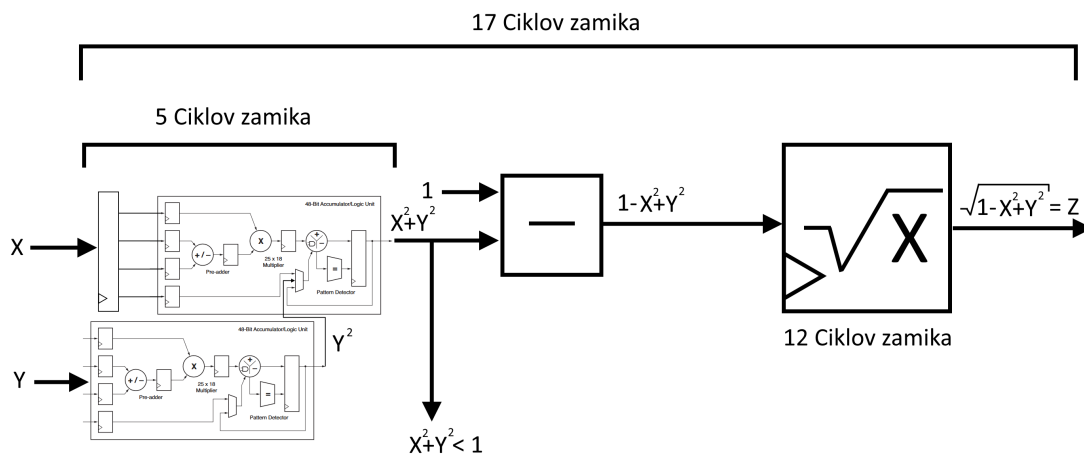 17 Ciklov zamika
5 Ciklov zamika
48-Bit Accumulator/Logic Unit
X
+/−
X
+
−
D
=
Pre-adder
25 x 18
Multiplier
Pattern Detector
1
X²+Y²
—
1-X²+Y²
√X
-√1-X²+Y² = Z
12 Ciklov zamika
48-Bit Accumulator/Logic Unit
Y²
Y
+/−
X
+
−
D
=
Pre-adder
25 x 18
Multiplier
Pattern Detector
X²+Y²< 1